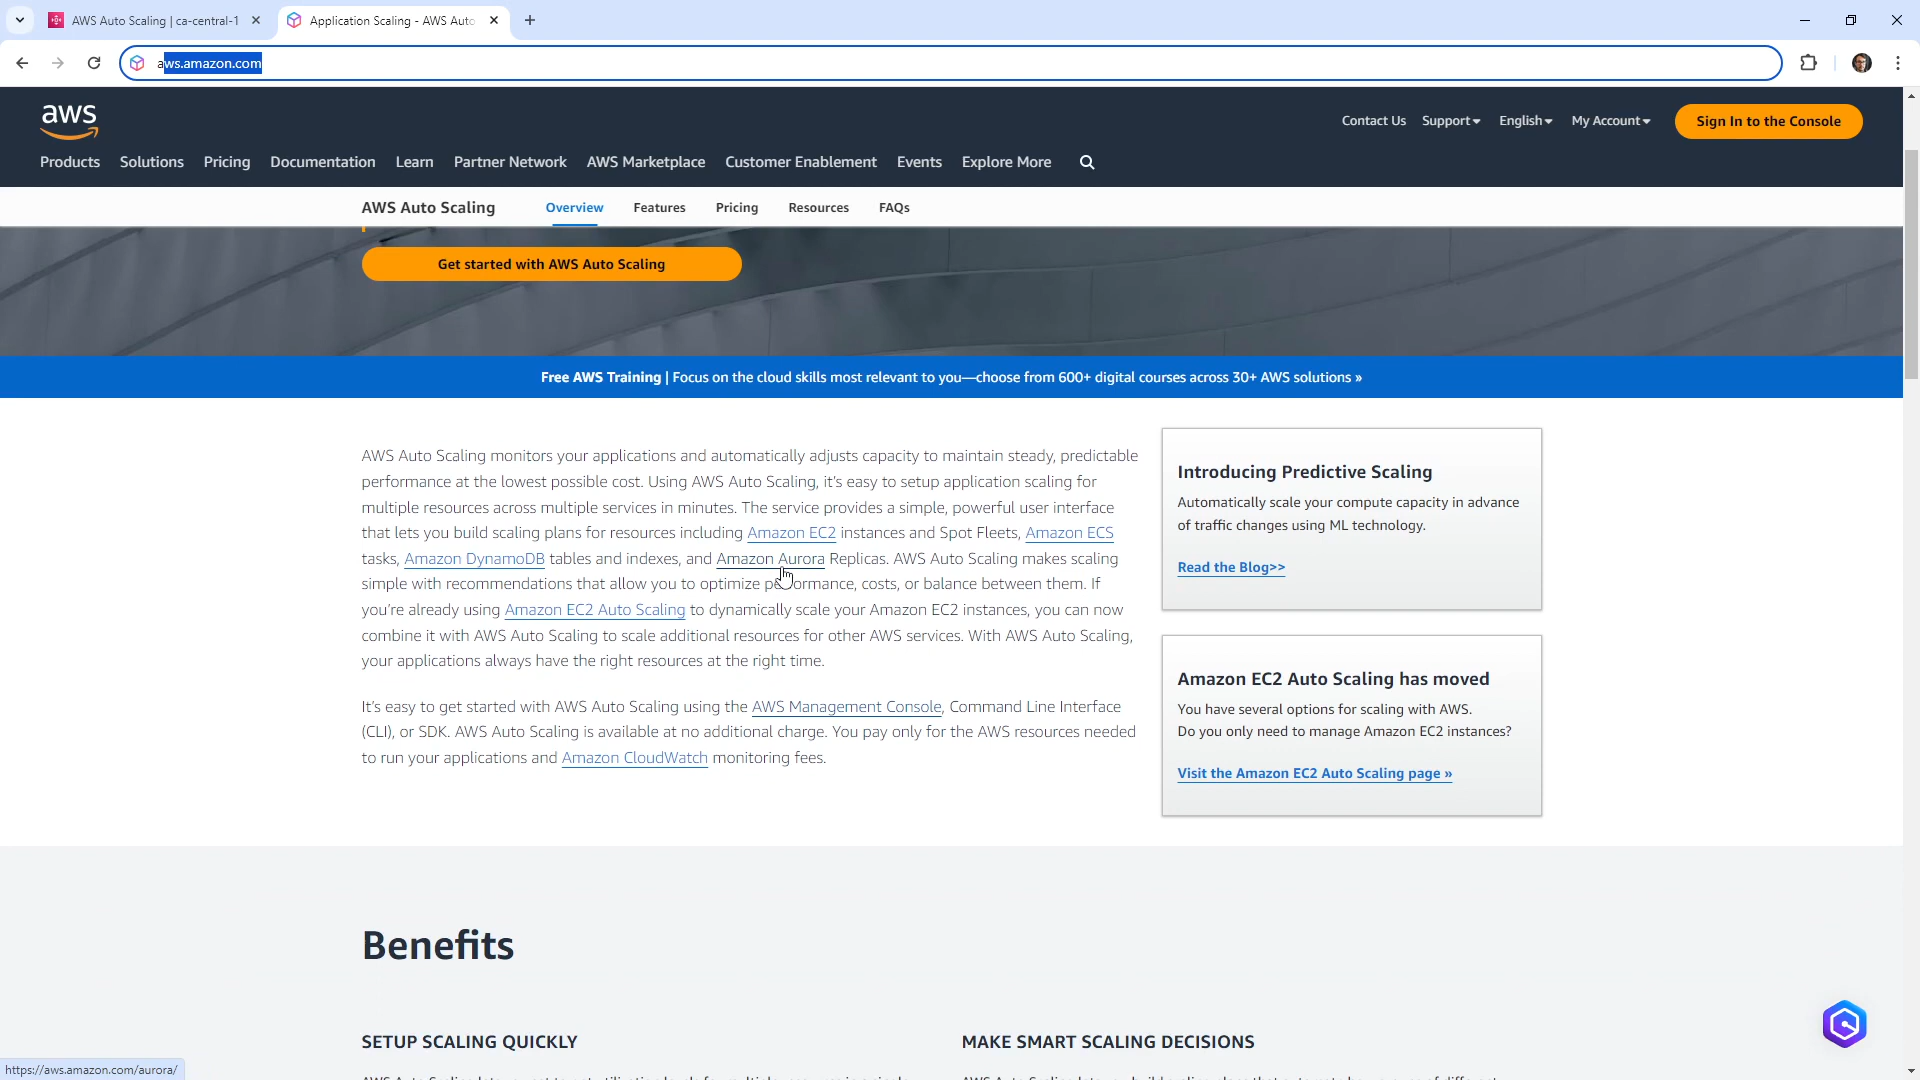 AWS Auto Scaling | ca-central-1
Application Scaling - AWS Auto
aws.amazon.com
aws
Contact Us Support English My Account Sign In to the Console
Products Solutions Pricing Documentation Learn Partner Network AWS Marketplace Customer Enablement Events Explore More
AWS Auto Scaling Overview Features Pricing Resources FAQs
Get started with AWS Auto Scaling
Free AWS Training | Focus on the cloud skills most relevant to you—choose from 600+ digital courses across 30+ AWS solutions »
AWS Auto Scaling monitors your applications and automatically adjusts capacity to maintain steady, predictable
performance at the lowest possible cost. Using AWS Auto Scaling, it's easy to setup application scaling for
multiple resources across multiple services in minutes. The service provides a simple, powerful user interface
that lets you build scaling plans for resources including Amazon EC2 instances and Spot Fleets, Amazon ECS
tasks, Amazon DynamoDB tables and indexes, and Amazon Aurora Replicas. AWS Auto Scaling makes scaling
simple with recommendations that allow you to optimize performance, costs, or balance between them. If
you're already using Amazon EC2 Auto Scaling to dynamically scale your Amazon EC2 instances, you can now
combine it with AWS Auto Scaling to scale additional resources for other AWS services. With AWS Auto Scaling,
your applications always have the right resources at the right time.
It's easy to get started with AWS Auto Scaling using the AWS Management Console, Command Line Interface
(CLI), or SDK. AWS Auto Scaling is available at no additional charge. You pay only for the AWS resources needed
to run your applications and Amazon CloudWatch monitoring fees.
Introducing Predictive Scaling
Automatically scale your compute capacity in advance
of traffic changes using ML technology.
Read the Blog>>
Amazon EC2 Auto Scaling has moved
You have several options for scaling with AWS.
Do you only need to manage Amazon EC2 instances?
Visit the Amazon EC2 Auto Scaling page »
Benefits
SETUP SCALING QUICKLY
MAKE SMART SCALING DECISIONS
https://aws.amazon.com/aurora/